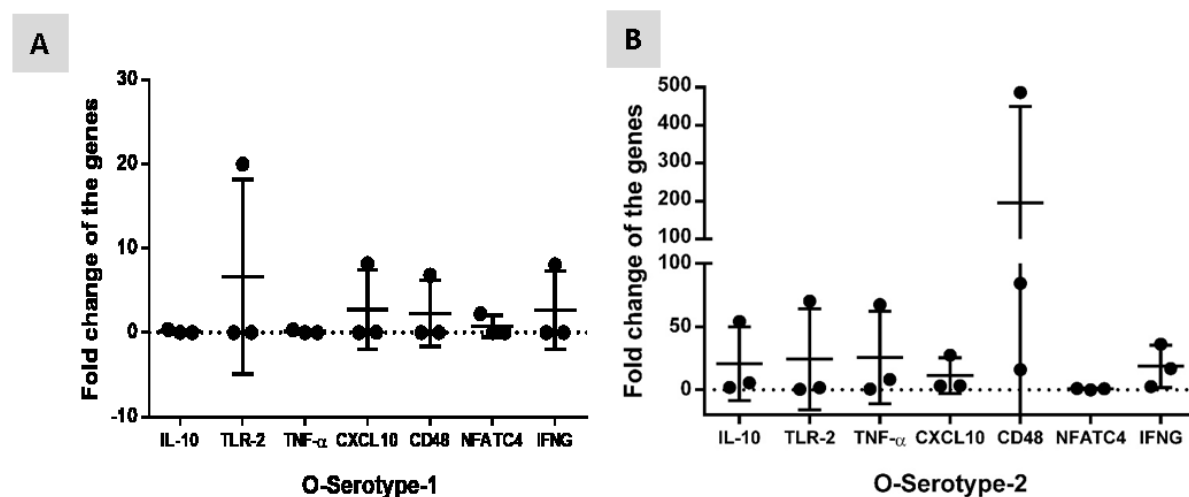 A
Fold change of the genes
30
20
10
0
-10
IL-10 TLR-2 TNF-α CXCL10 CD48 NFATC4 IFNG
O-Serotype-1
B
Fold change of the genes
500
400
300
200
100
100
50
0
IL-10 TLR-2 TNF-α CXCL10 CD48 NFATC4 IFNG
O-Serotype-2